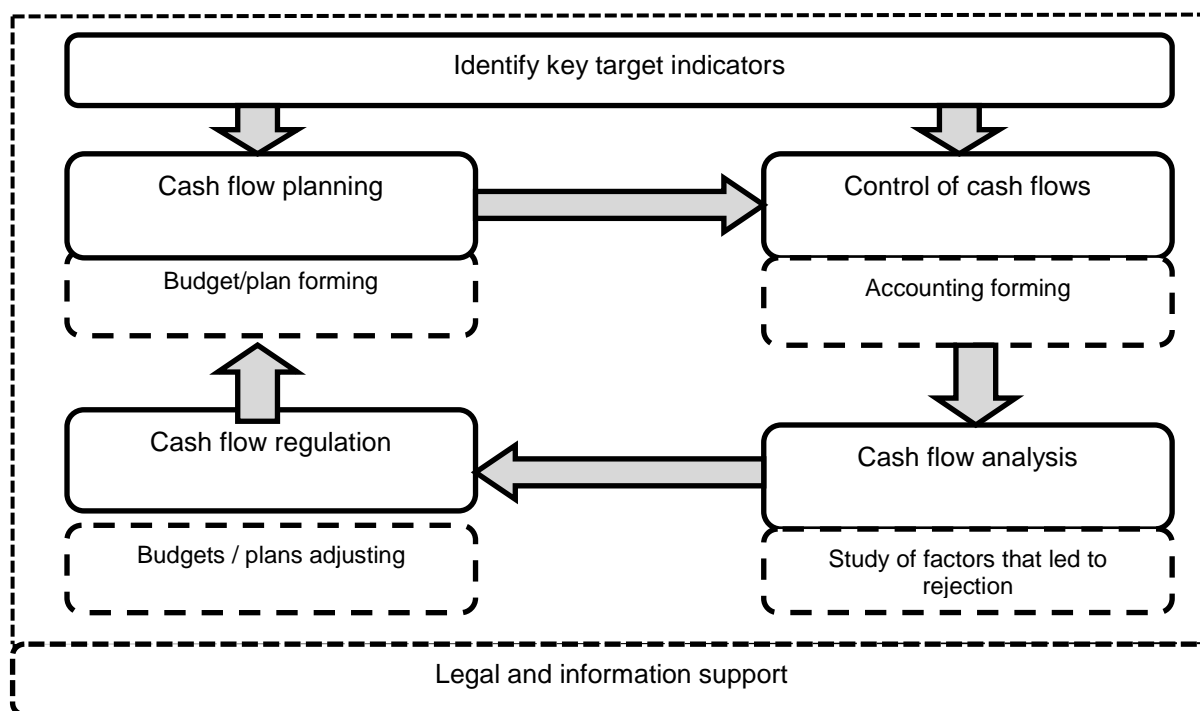 Identify key target indicators
Cash flow planning
Control of cash flows
Budget/plan forming
Accounting forming
Cash flow regulation
Cash flow analysis
Budgets / plans adjusting
Study of factors that led to
rejection
Legal and information support